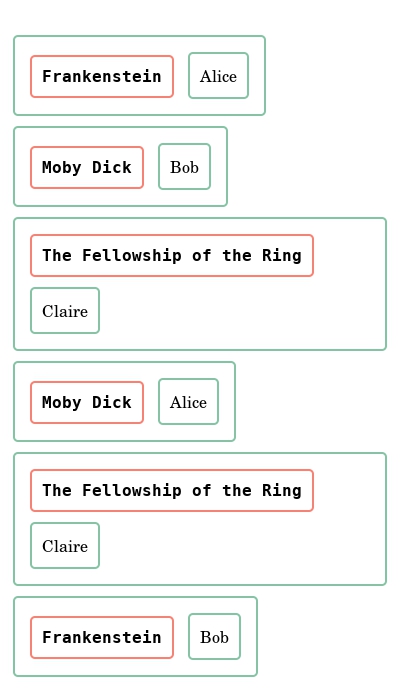 Frankenstein Alice
Moby Dick Bob
The Fellowship of the Ring
Claire
Moby Dick Alice
The Fellowship of the Ring
Claire
Frankenstein Bob